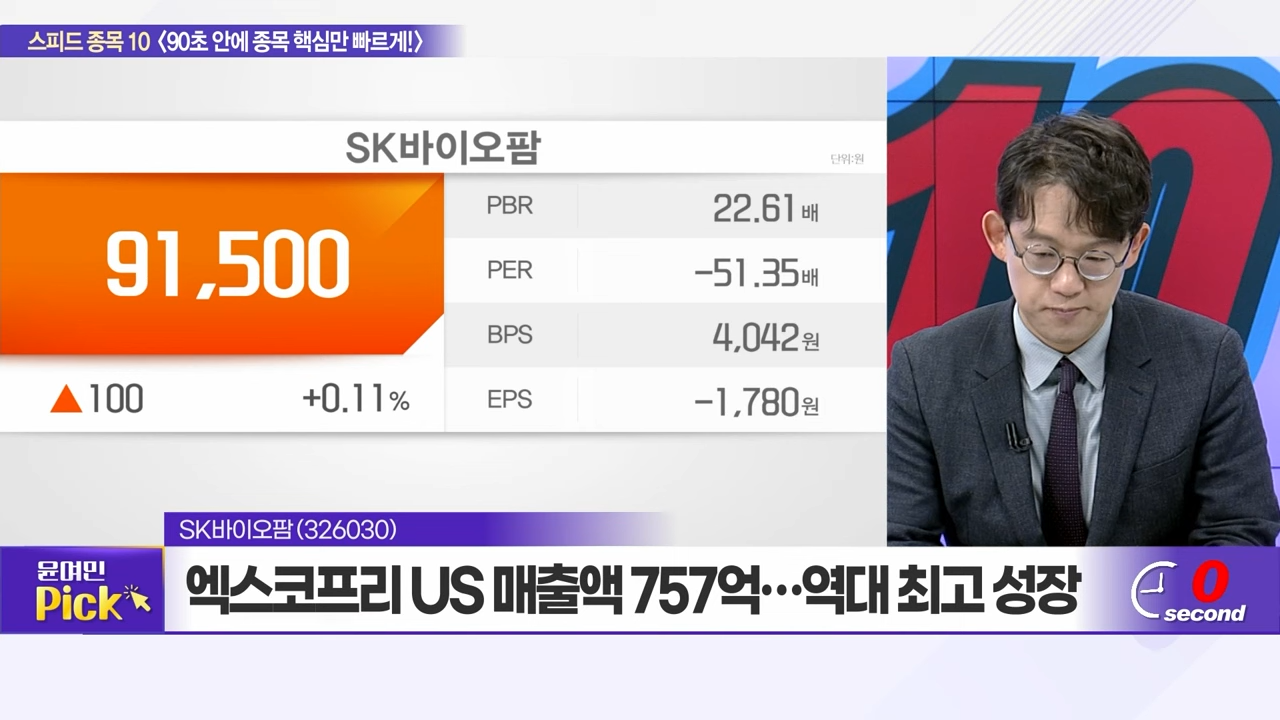 스피드 종목 10 〈90초 안에 종목 핵심만 빠르게!〉
SK바이오팜
단위:원
91,500
▲100 +0.11%
PBR 22.61배
PER -51.35배
BPS 4,042원
EPS -1,780원
10
SK바이오팜(326030)
윤여민
Pick
엑스코프리 US 매출액 757억…역대 최고 성장
0
second